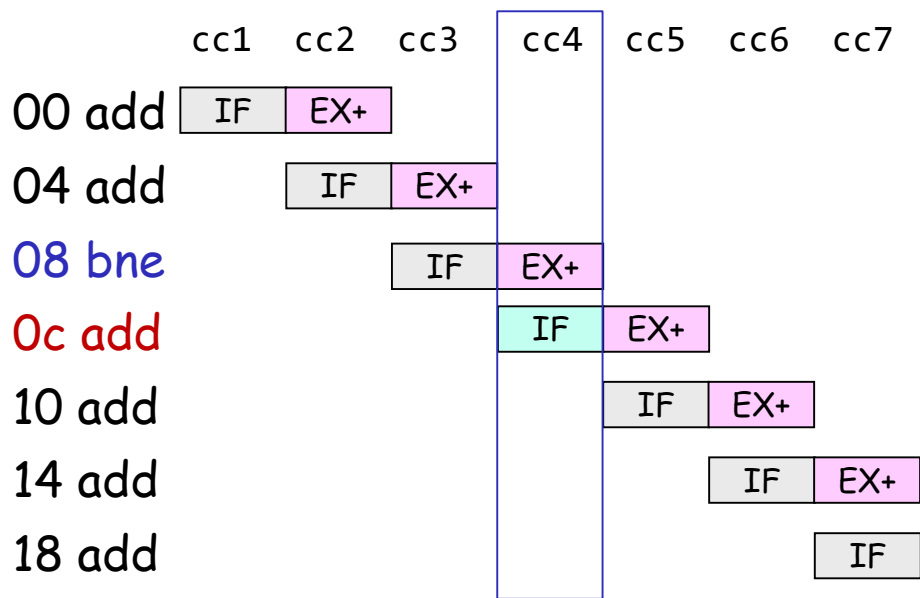 cc1 cc2 cc3 cc4 cc5 cc6 cc7
00 add IF EX+
04 add IF EX+
08 bne IF EX+
0c add IF EX+
10 add IF EX+
14 add IF EX+
18 add IF